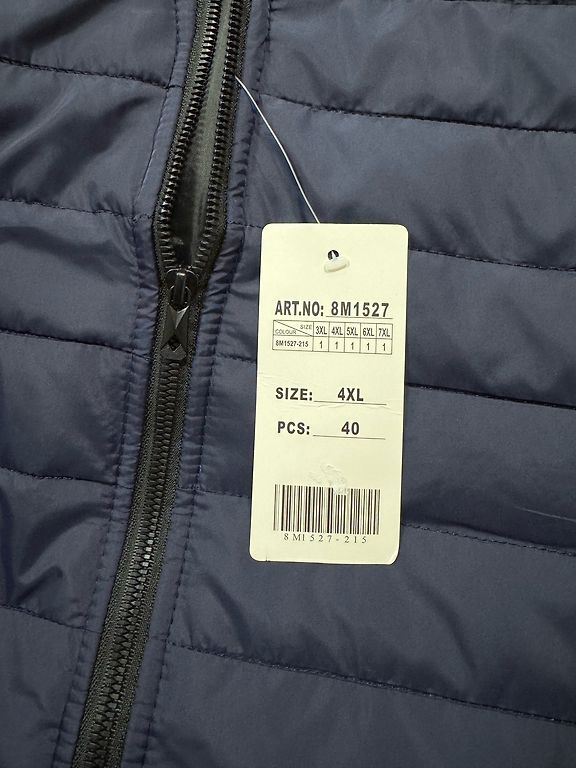 ART.NO: 8M1527
SIZE 3XL 4XL 5XL 6XL 7XL
COLOUR
8M1527-215 1 1 1 1 1
SIZE: 4XL
PCS: 40
8M1527-215